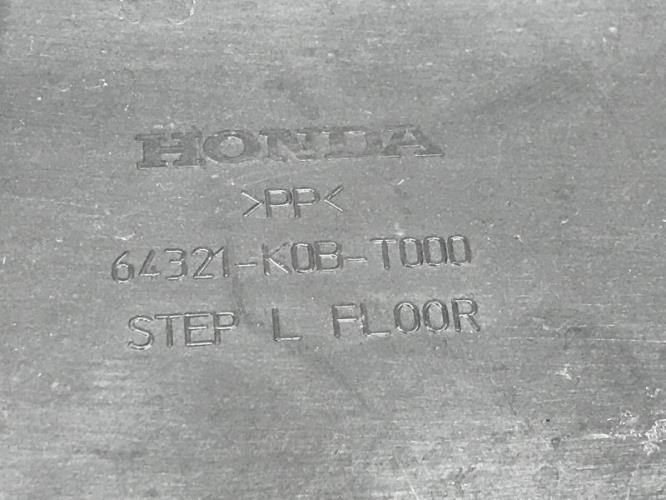 HONDA
>PP<
64321-K0B-T000
STEP L FLOOR